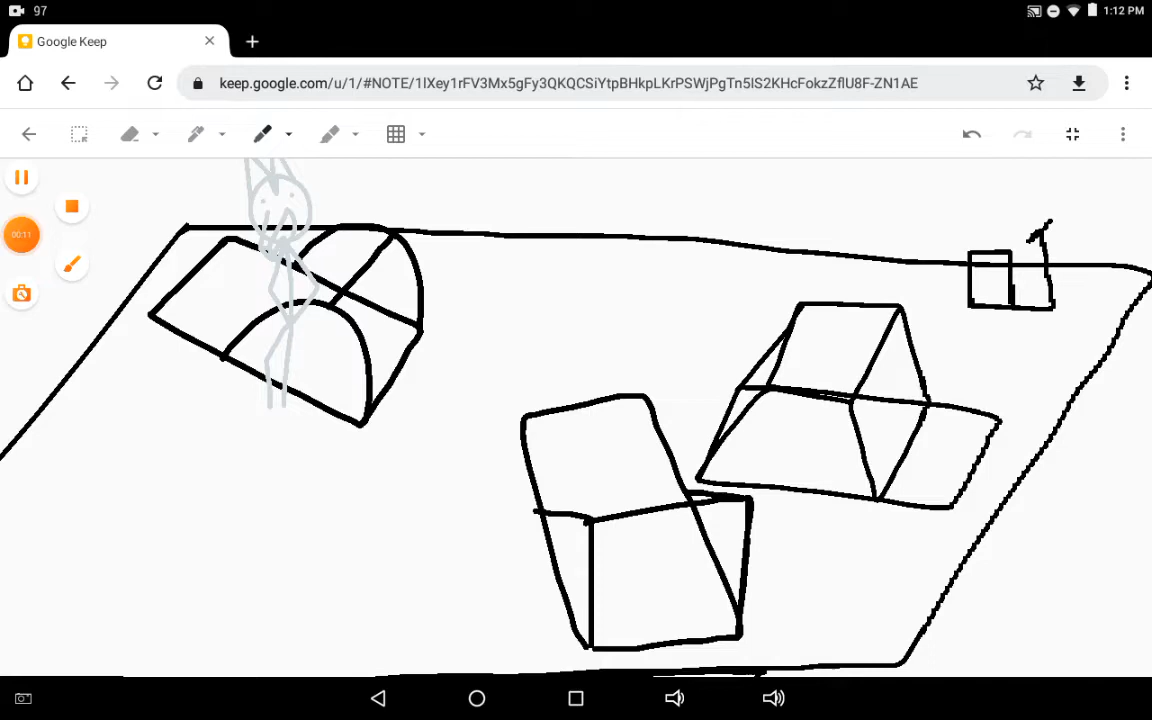 97
1:12 PM
Google Keep
keep.google.com/u/1/#NOTE/1lXey1rFV3Mx5gFy3QKQCSiYtpBHkpLKrPSWjPgTn5lS2KHcFokzZflU8F-ZN1AE
00:11